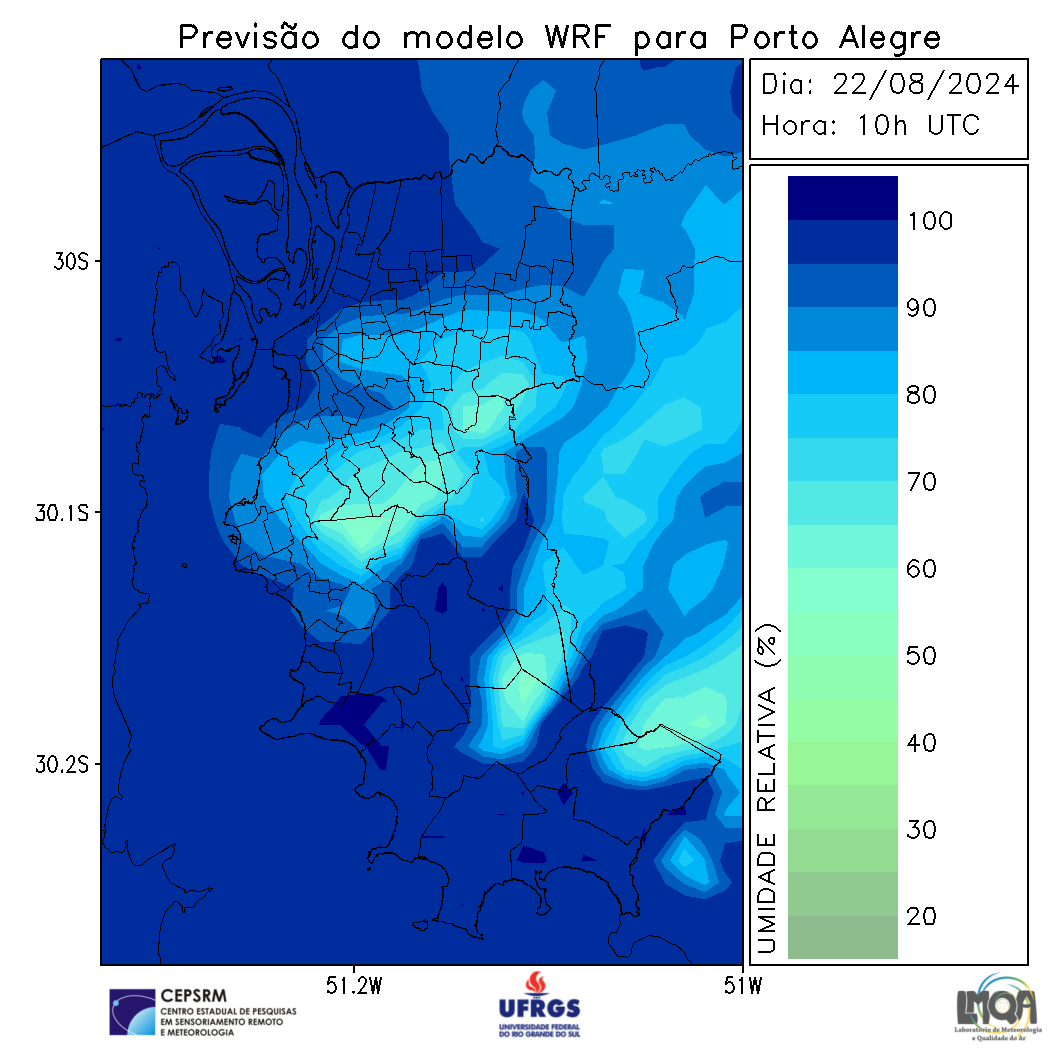 Previsão do modelo WRF para Porto Alegre
Dia: 22/08/2024
Hora: 10h UTC
100
90
80
70
60
50
40
30
20
UMIDADE RELATIVA (%)
30S
30.1S
30.2S
51.2W
51W
CEPSRM
CENTRO ESTADUAL DE PESQUISAS
EM SENSORIAMENTO REMOTO
E METEOROLOGIA
UFRGS
UNIVERSIDADE FEDERAL
DO RIO GRANDE DO SUL
LMQA
Laboratório de Meteorologia
e Qualidade do Ar